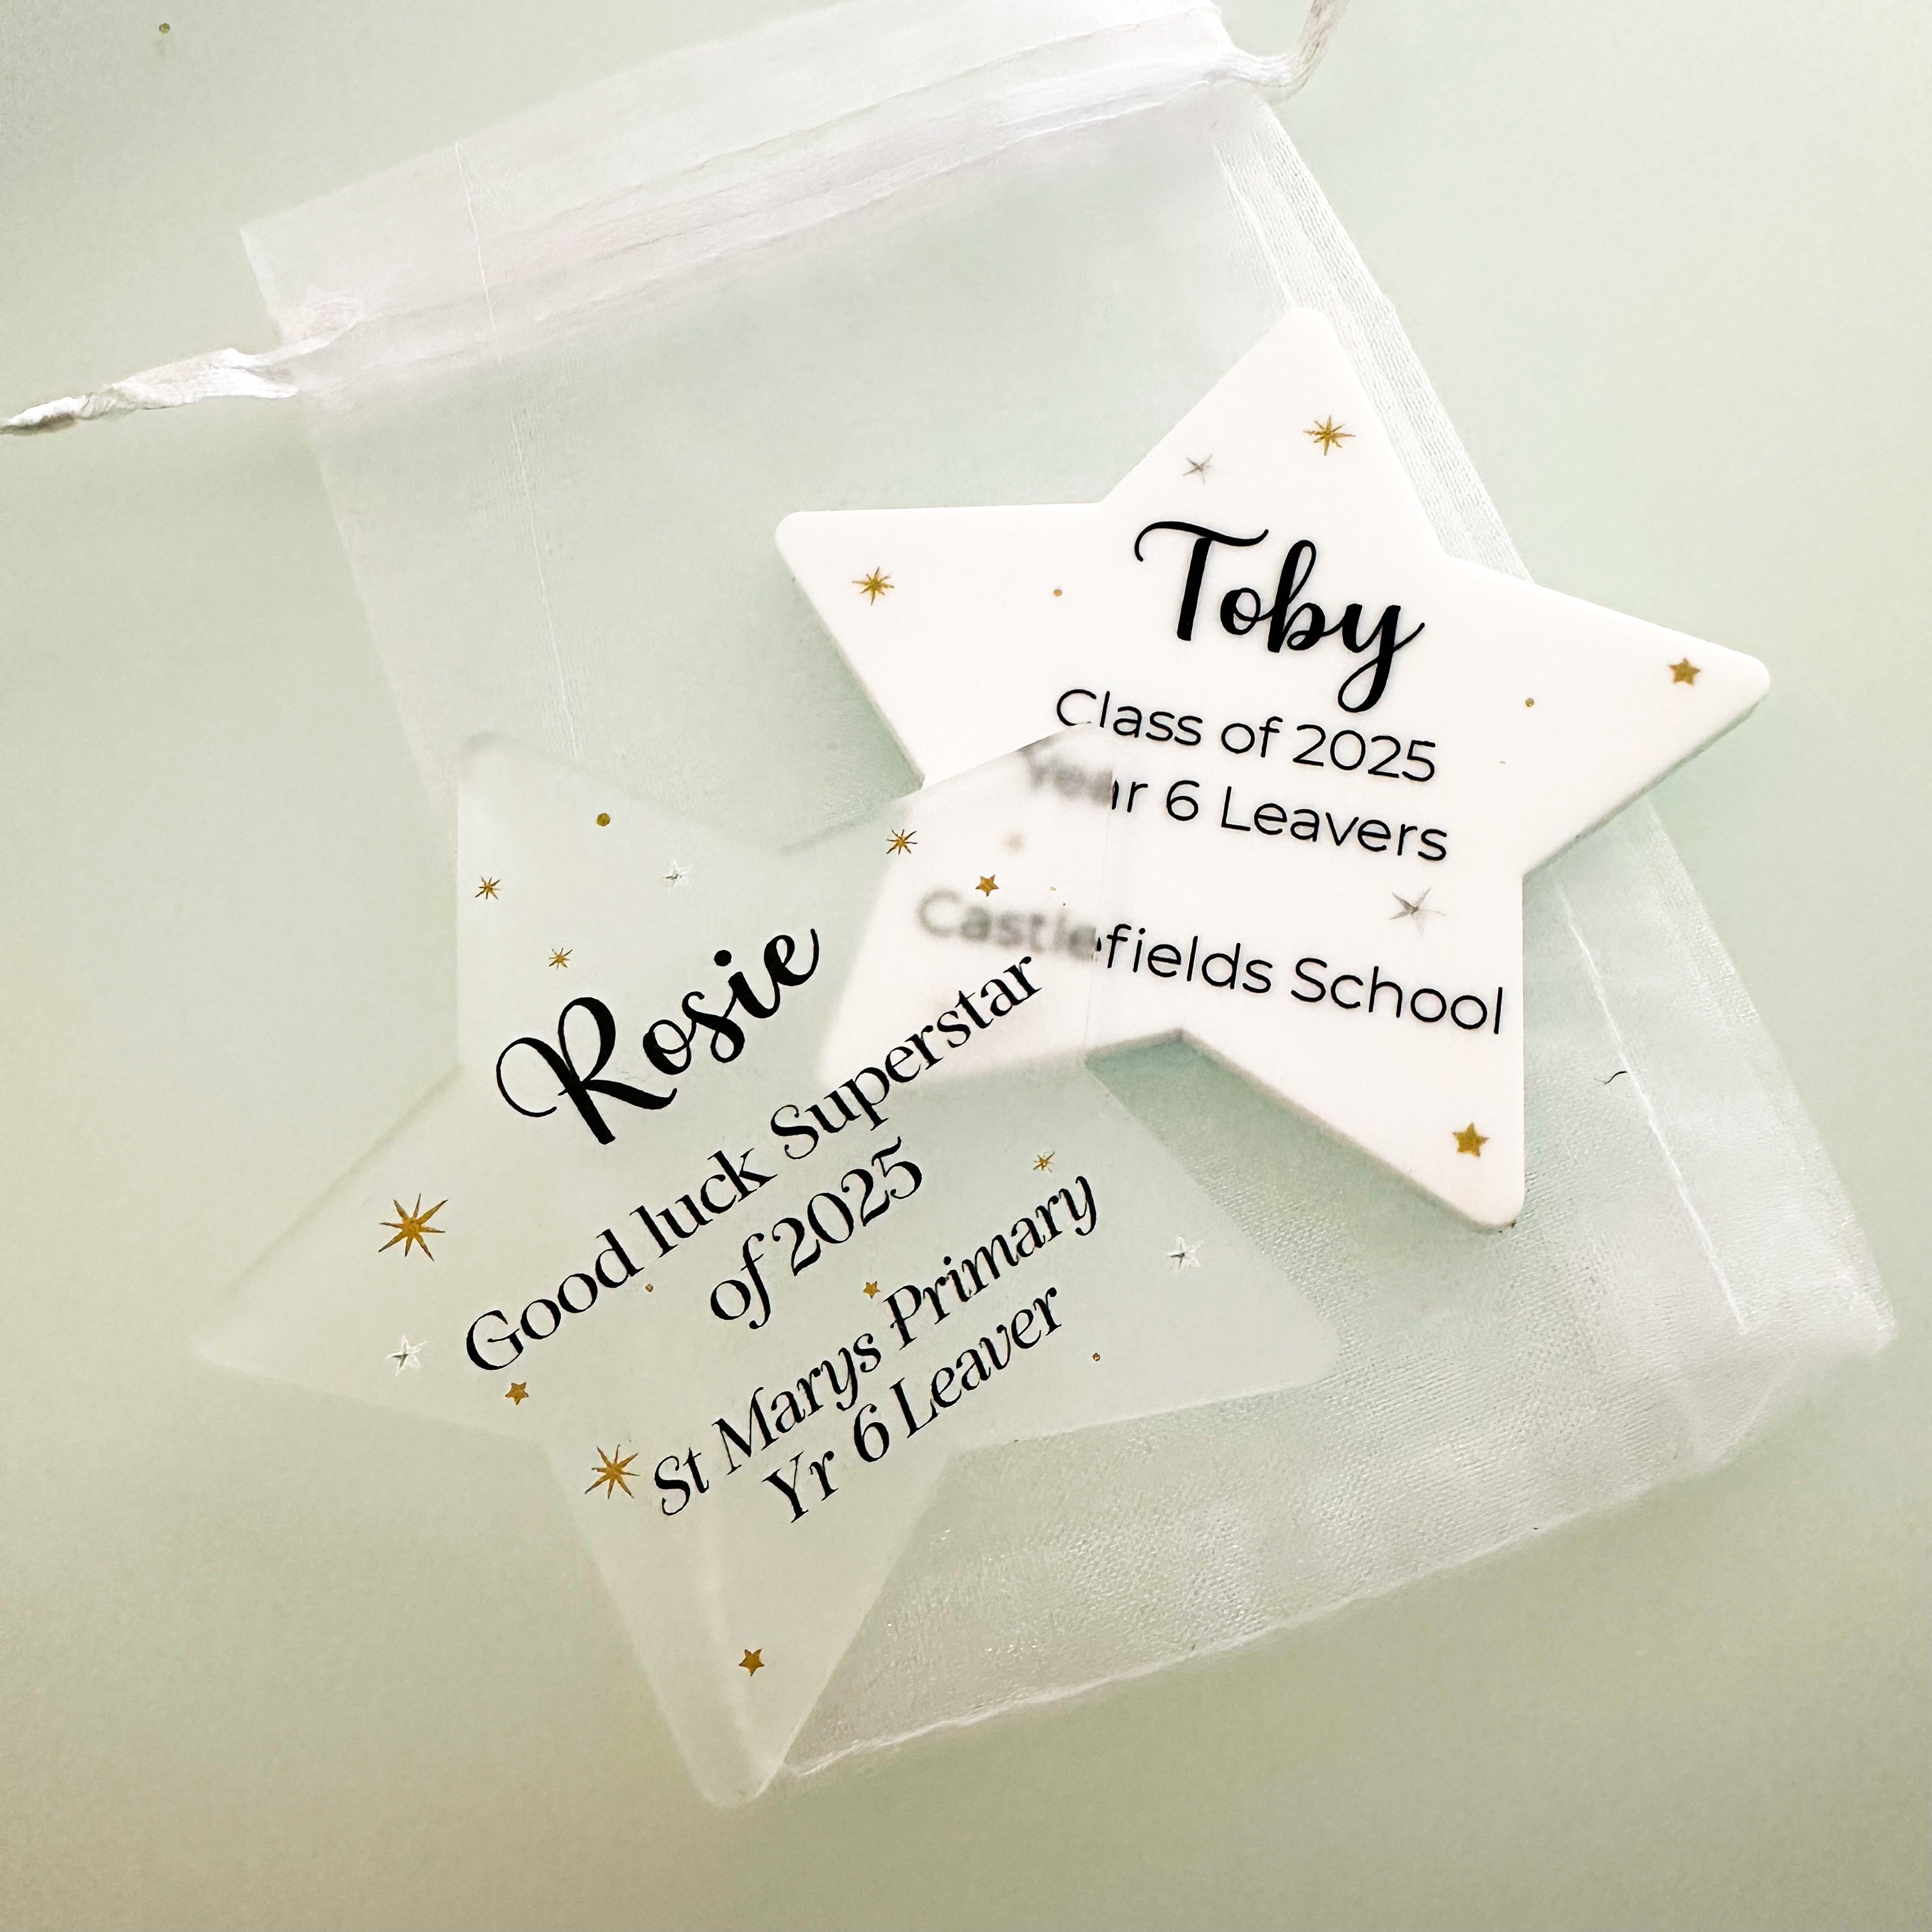 Toby
Class of 2025
Year 6 Leavers
Castlefields School
Rosie
Good luck Superstar
of 2025
St Marys Primary
Yr 6 Leaver